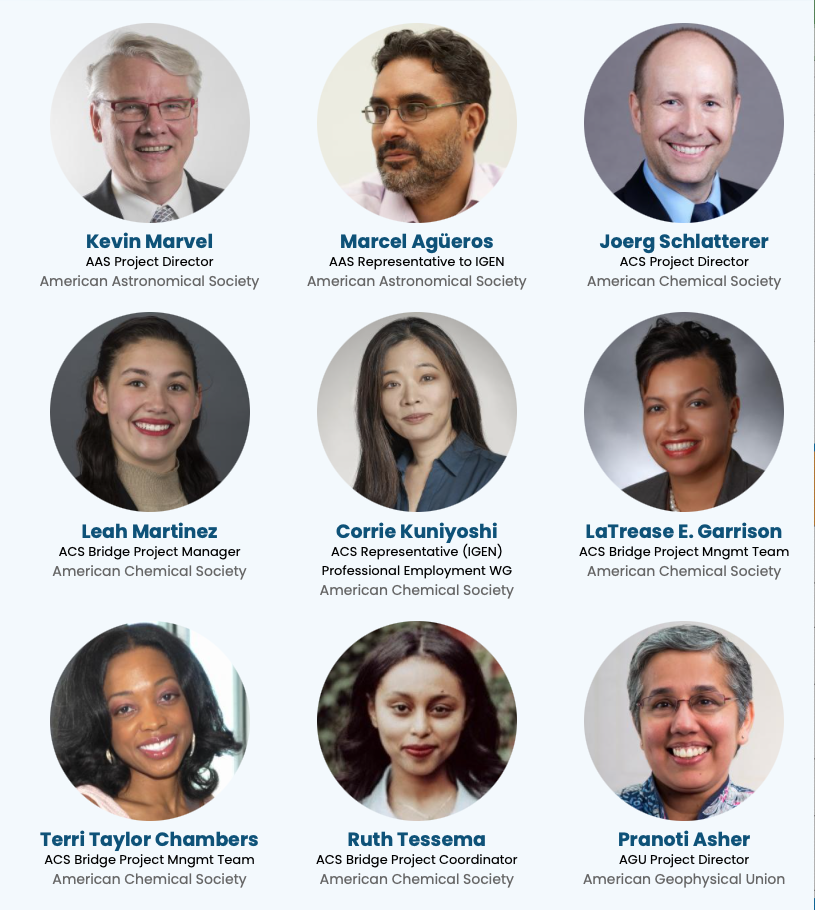 Kevin Marvel
AAS Project Director
American Astronomical Society
Marcel Agüeros
AAS Representative to IGEN
American Astronomical Society
Joerg Schlatterer
ACS Project Director
American Chemical Society
Leah Martinez
ACS Bridge Project Manager
American Chemical Society
Corrie Kuniyoshi
ACS Representative (IGEN)
Professional Employment WG
American Chemical Society
LaTrease E. Garrison
ACS Bridge Project Mngmt Team
American Chemical Society
Terri Taylor Chambers
ACS Bridge Project Mngmt Team
American Chemical Society
Ruth Tessema
ACS Bridge Project Coordinator
American Chemical Society
Pranoti Asher
AGU Project Director
American Geophysical Union